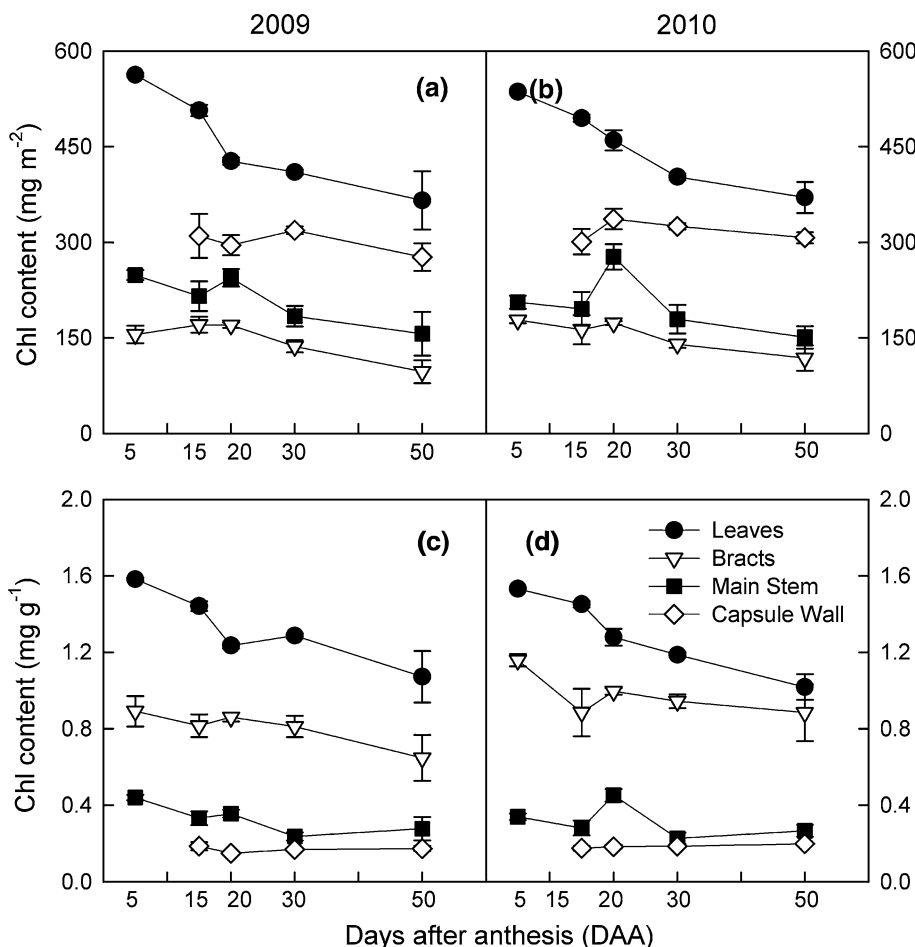 2009 2010
600 (a) (b) 600
450 450
300 300
150 150
0 0
Chl content (mg m-2)
5 15 20 30 50 5 15 20 30 50
2.0 2.0
(c) (d) Leaves
Bracts
1.6 Main Stem 1.6
Capsule Wall
1.2 1.2
0.8 0.8
0.4 0.4
0.0 0.0
Chl content (mg g-1)
5 15 20 30 50 5 15 20 30 50
Days after anthesis (DAA)